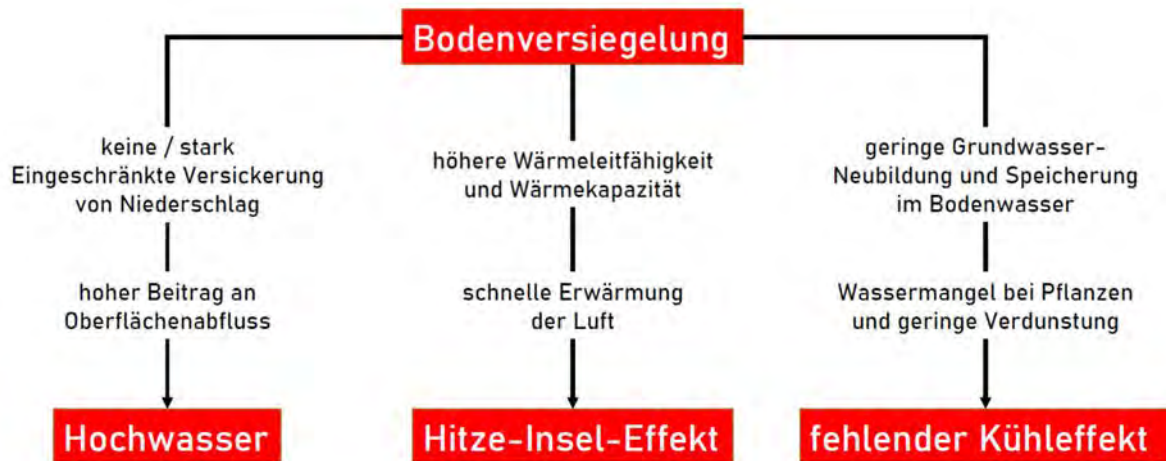 Bodenversiegelung
keine / stark
Eingeschränkte Versickerung
von Niederschlag
hoher Beitrag an
Oberflächenabfluss
Hochwasser
höhere Wärmeleitfähigkeit
und Wärmekapazität
schnelle Erwärmung
der Luft
Hitze-Insel-Effekt
geringe Grundwasser-
Neubildung und Speicherung
im Bodenwasser
Wassermangel bei Pflanzen
und geringe Verdunstung
fehlender Kühleffekt